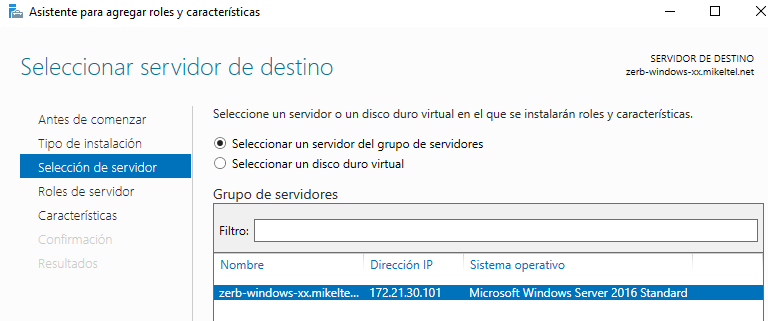 Asistente para agregar roles y características
Seleccionar servidor de destino
SERVIDOR DE DESTINO
zerb-windows-xx.mikeltel.net
Antes de comenzar
Tipo de instalación
Selección de servidor
Roles de servidor
Características
Confirmación
Resultados
Seleccione un servidor o un disco duro virtual en el que se instalarán roles y características.
Seleccionar un servidor del grupo de servidores
Seleccionar un disco duro virtual
Grupo de servidores
Filtro:
Nombre Dirección IP Sistema operativo
zerb-windows-xx.mikelte... 172.21.30.101 Microsoft Windows Server 2016 Standard